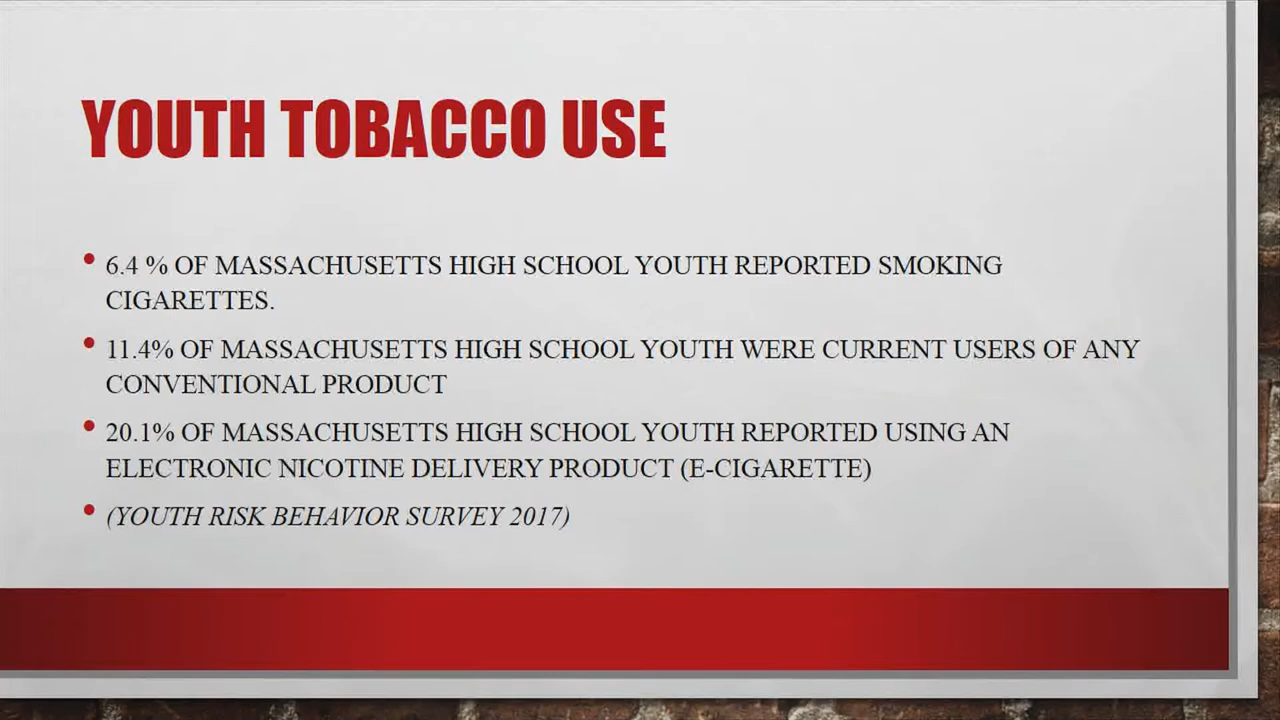 YOUTH TOBACCO USE
• 6.4 % OF MASSACHUSETTS HIGH SCHOOL YOUTH REPORTED SMOKING
CIGARETTES.
• 11.4% OF MASSACHUSETTS HIGH SCHOOL YOUTH WERE CURRENT USERS OF ANY
CONVENTIONAL PRODUCT
• 20.1% OF MASSACHUSETTS HIGH SCHOOL YOUTH REPORTED USING AN
ELECTRONIC NICOTINE DELIVERY PRODUCT (E-CIGARETTE)
• (YOUTH RISK BEHAVIOR SURVEY 2017)